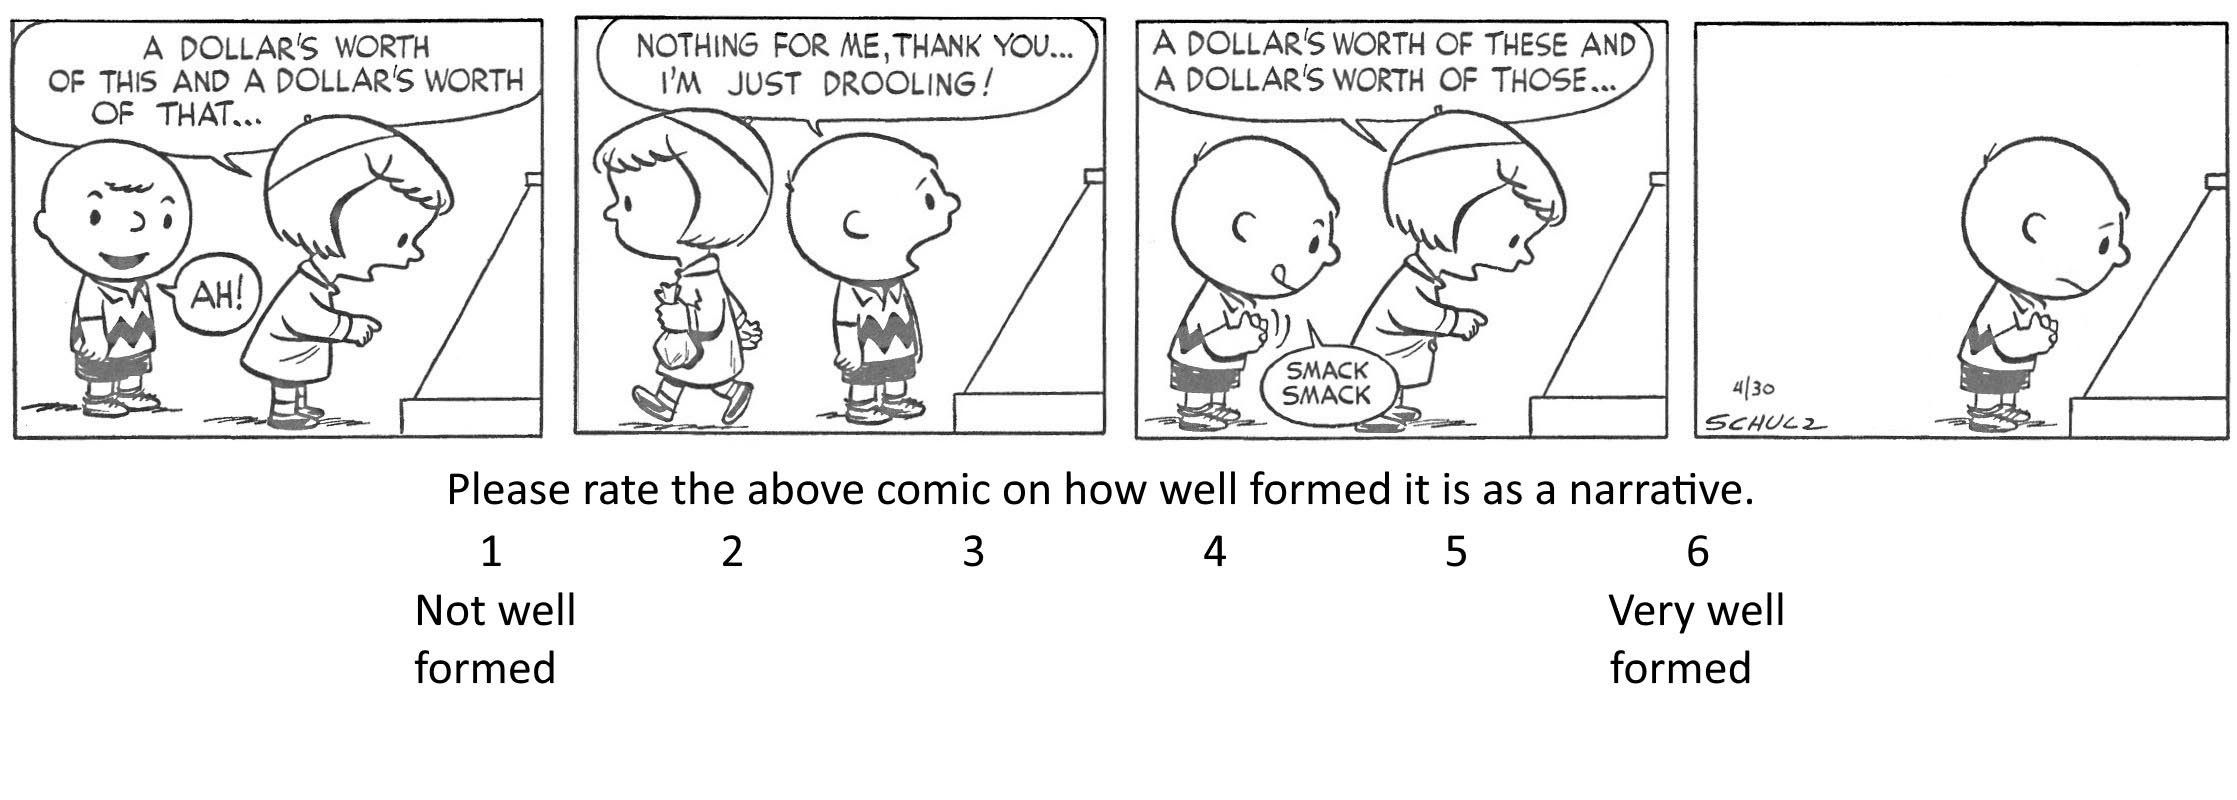 A DOLLAR'S WORTH
OF THIS AND A DOLLAR'S WORTH
OF THAT...
AH!
NOTHING FOR ME, THANK YOU...
I'M JUST DROOLING!
A DOLLAR'S WORTH OF THESE AND
A DOLLAR'S WORTH OF THOSE...
SMACK
SMACK
4/30
SCHULZ
Please rate the above comic on how well formed it is as a narrative.
1 2 3 4 5 6
Not well Very well
formed formed